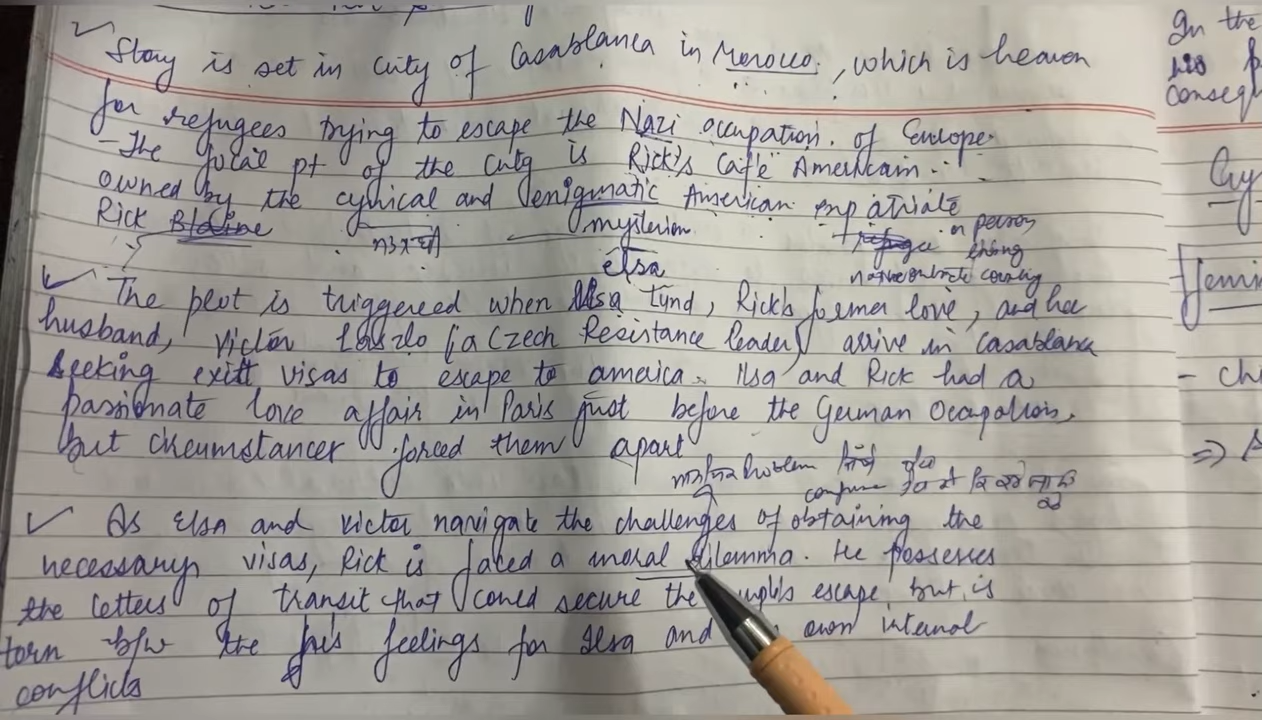 Story is set in city of Casablanca in Morocco, which is heaven
for refugees trying to escape the Nazi occupation. of Europe.
- The focal pt of the city is Rick's Café Americain.
owned by the cynical and enigmatic American expatriate
Rick Blaine
mysterious
a person
living
native outside country
Elsa
✓ The plot is triggered when Ilsa Lund, Rick's former love, and her
husband, Victor Laszlo (a Czech Resistance leader) arrive in Casablanca
seeking exit visas to escape to america. Ilsa and Rick had a
passionate love affair in Paris just before the German Occupation,
but circumstances forced them apart
Problem
confuse
✓ As Elsa and Victor navigate the challenges of obtaining the
necessary visas, Rick is faced a moral dilemma. He possesses
the letters of transit that could secure the escape, but is
torn b/w the his feelings for Ilsa and own internal
conflicts
In the
his
conseq
=>